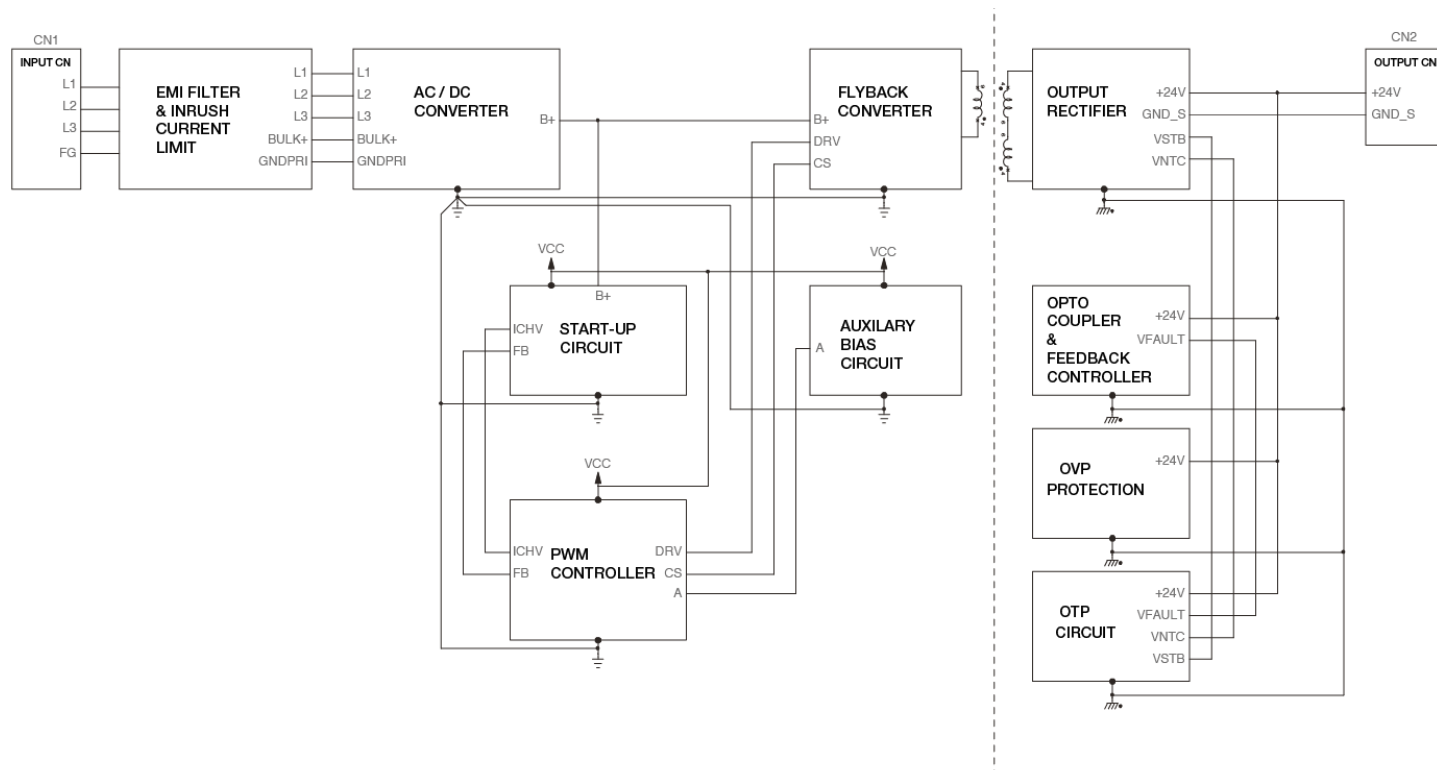 CN1
INPUT CN
L1
L2
L3
FG
EMI FILTER
& INRUSH
CURRENT
LIMIT
L1
L2
L3
BULK+
GNDPRI
L1
L2
L3
BULK+
GNDPRI
AC / DC
CONVERTER
B+
FLYBACK
CONVERTER
B+
DRV
CS
OUTPUT
RECTIFIER
+24V
GND_S
VSTB
VNTC
CN2
OUTPUT CN
+24V
GND_S
VCC
B+
ICHV
FB
START-UP
CIRCUIT
VCC
A
AUXILARY
BIAS
CIRCUIT
OPTO
COUPLER
&
FEEDBACK
CONTROLLER
+24V
VFAULT
VCC
ICHV
FB
PWM
CONTROLLER
DRV
CS
A
OVP
PROTECTION
+24V
OTP
CIRCUIT
+24V
VFAULT
VNTC
VSTB